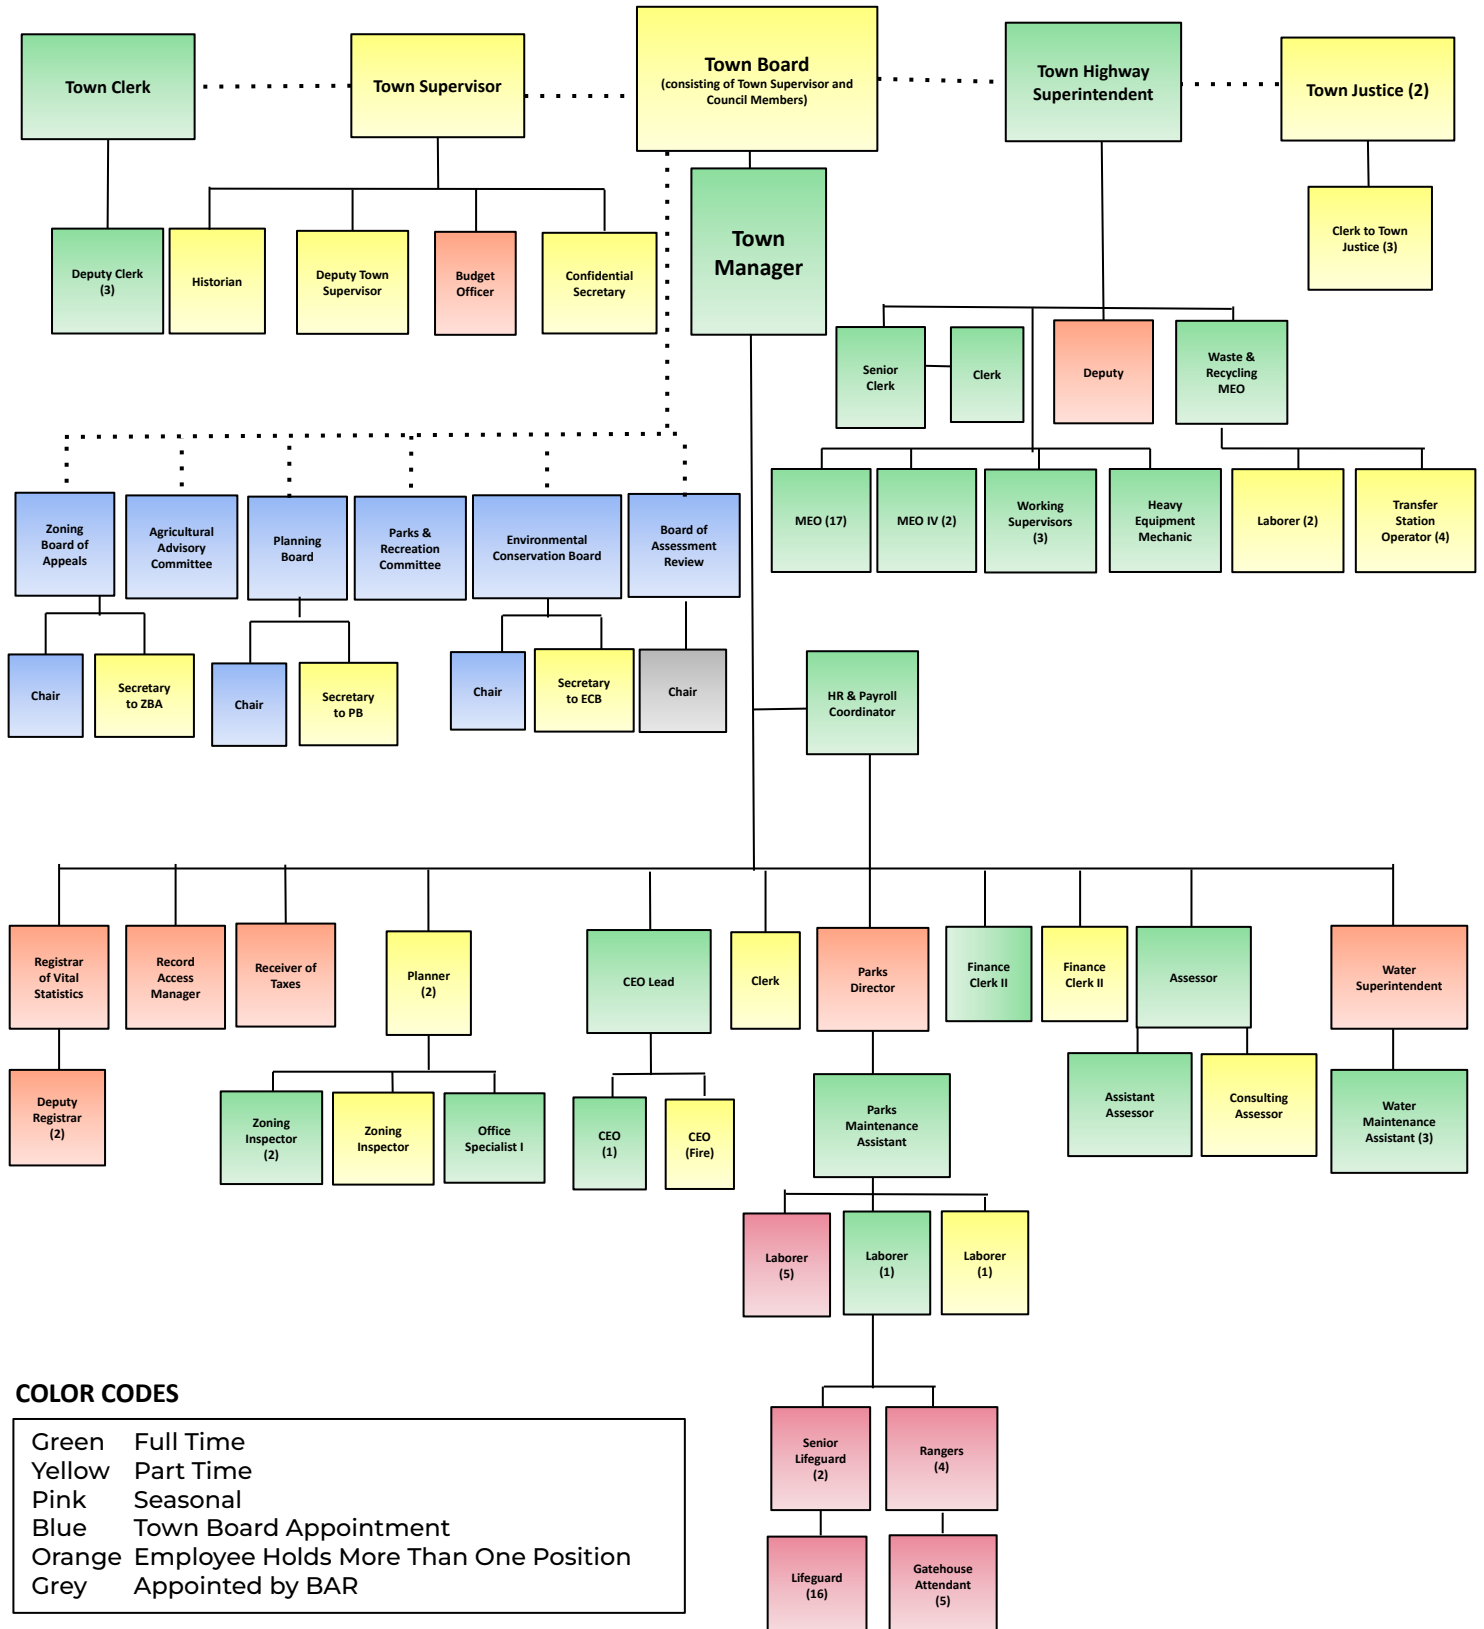 Town Clerk
Town Supervisor
Town Board
(consisting of Town Supervisor and
Council Members)
Town Highway
Superintendent
Town Justice (2)
Town
Manager
Deputy Clerk
(3)
Historian
Deputy Town
Supervisor
Budget
Officer
Confidential
Secretary
Clerk to Town
Justice (3)
Senior
Clerk
Clerk
Deputy
Waste &
Recycling
MEO
MEO (17)
MEO IV (2)
Working
Supervisors
(3)
Heavy
Equipment
Mechanic
Laborer (2)
Transfer
Station
Operator (4)
Zoning
Board of
Appeals
Agricultural
Advisory
Committee
Planning
Board
Parks &
Recreation
Committee
Environmental
Conservation Board
Board of
Assessment
Review
Chair
Secretary
to ZBA
Chair
Secretary
to PB
Chair
Secretary
to ECB
Chair
HR & Payroll
Coordinator
Registrar
of Vital
Statistics
Record
Access
Manager
Receiver of
Taxes
Planner
(2)
CEO Lead
Clerk
Parks
Director
Finance
Clerk II
Finance
Clerk II
Assessor
Water
Superintendent
Deputy
Registrar
(2)
Zoning
Inspector
(2)
Zoning
Inspector
Office
Specialist I
CEO
(1)
CEO
(Fire)
Parks
Maintenance
Assistant
Assistant
Assessor
Consulting
Assessor
Water
Maintenance
Assistant (3)
Laborer
(5)
Laborer
(1)
Laborer
(1)
Senior
Lifeguard
(2)
Rangers
(4)
Lifeguard
(16)
Gatehouse
Attendant
(5)
COLOR CODES
Green Full Time
Yellow Part Time
Pink Seasonal
Blue Town Board Appointment
Orange Employee Holds More Than One Position
Grey Appointed by BAR